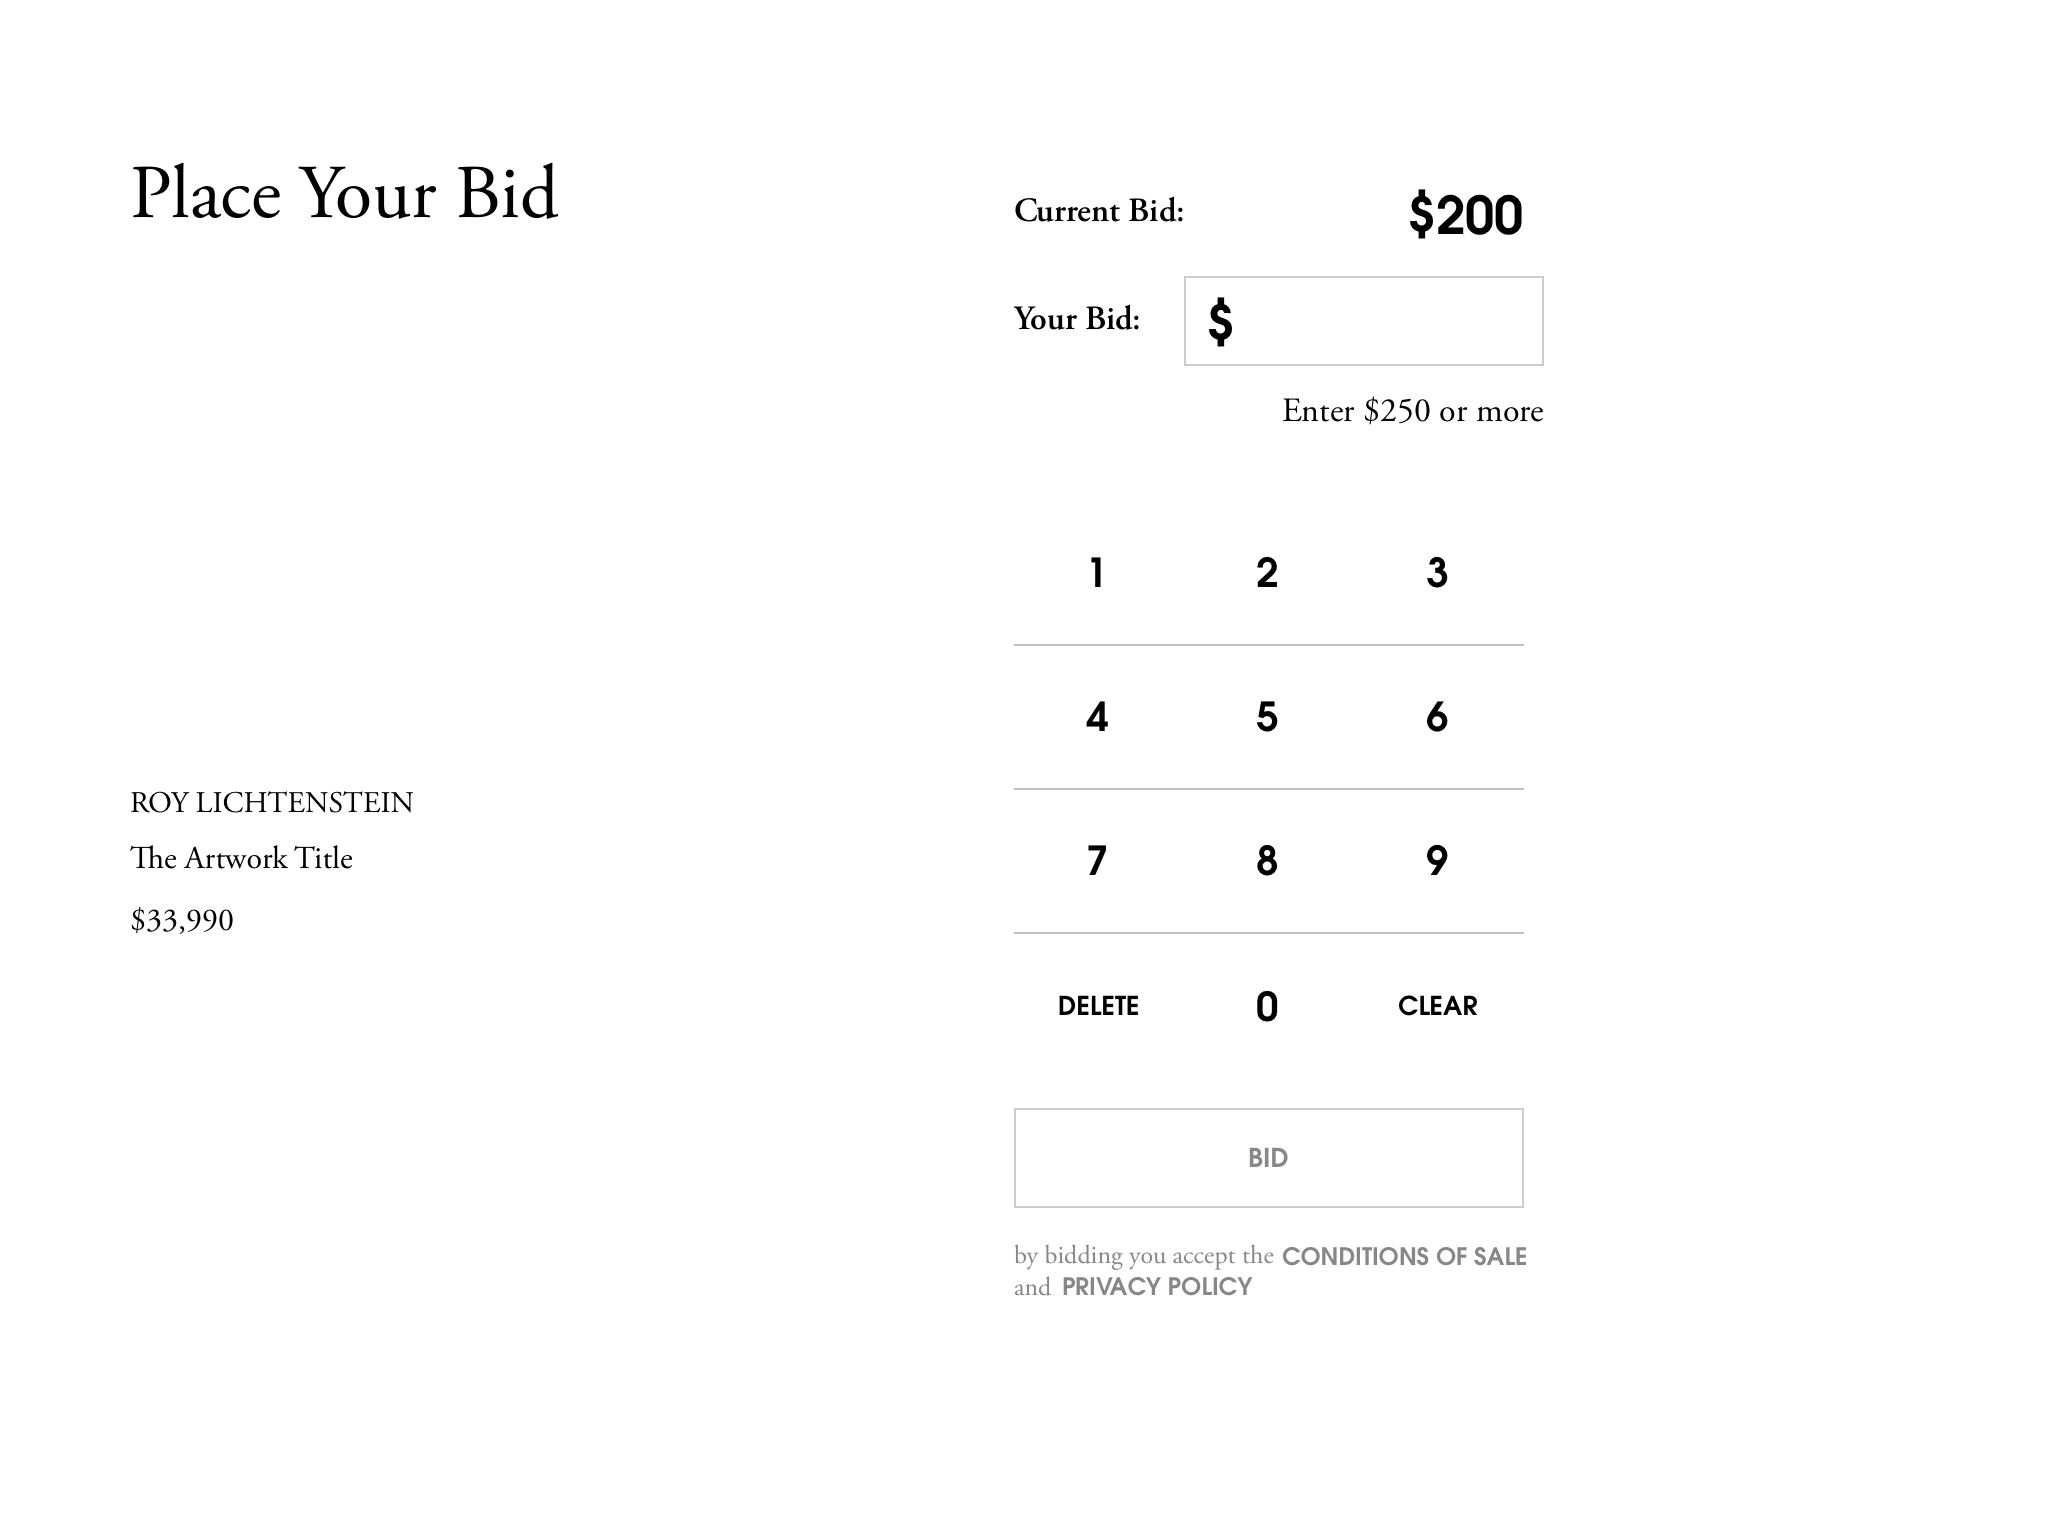 Place Your Bid
Current Bid: $200
Your Bid: $
Enter $250 or more
1 2 3
4 5 6
7 8 9
DELETE 0 CLEAR
ROY LICHTENSTEIN
The Artwork Title
$33,990
BID
by bidding you accept the CONDITIONS OF SALE
and PRIVACY POLICY